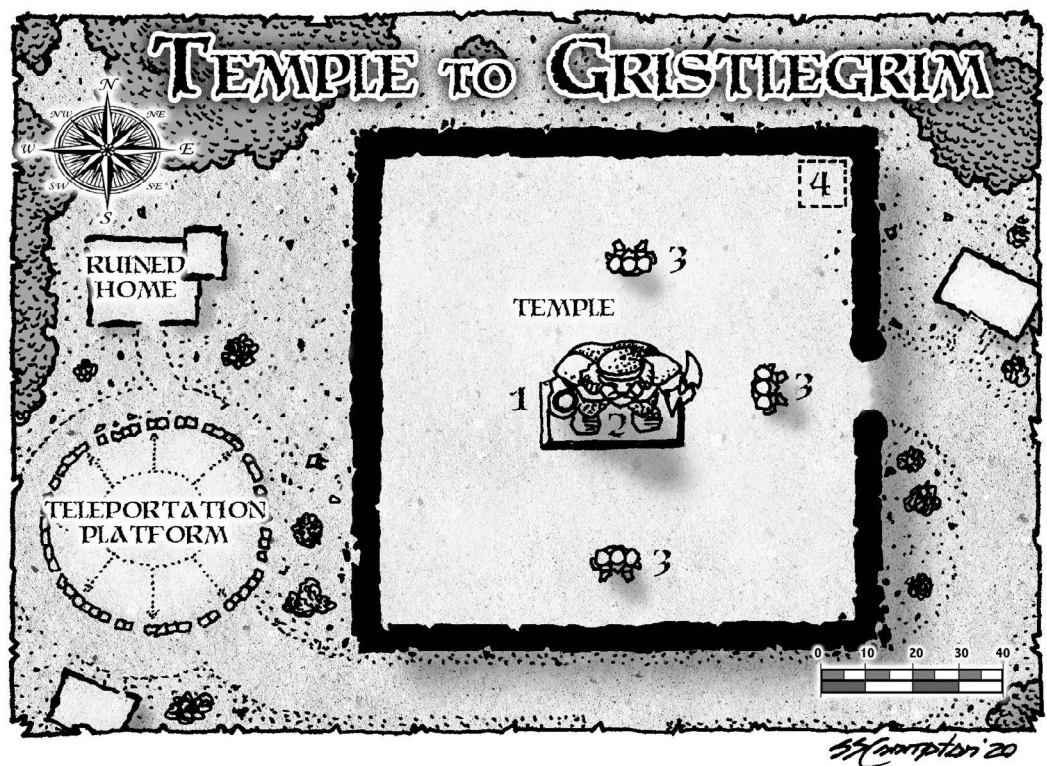 TEMPLE TO GRISTLEGRIM
N
NW NE
W E
SW SE
S
4
RUINED
HOME
3
TEMPLE
1
3
2
TELEPORTATION
PLATFORM
3
0 10 20 30 40
SSCrompton '20